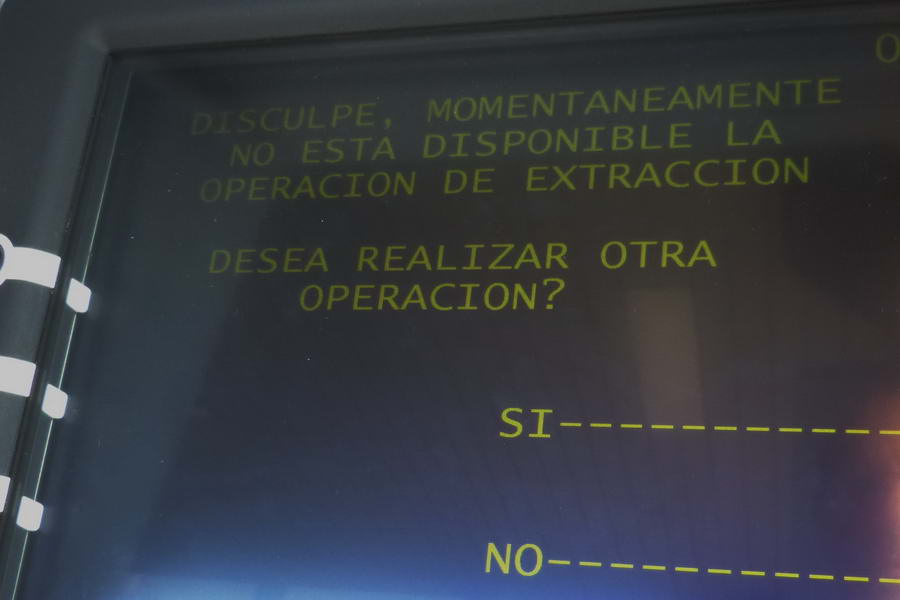 DISCULPE, MOMENTANEAMENTE
NO ESTA DISPONIBLE LA
OPERACION DE EXTRACCION
DESEA REALIZAR OTRA
OPERACION?
SI-----------
NO-----------